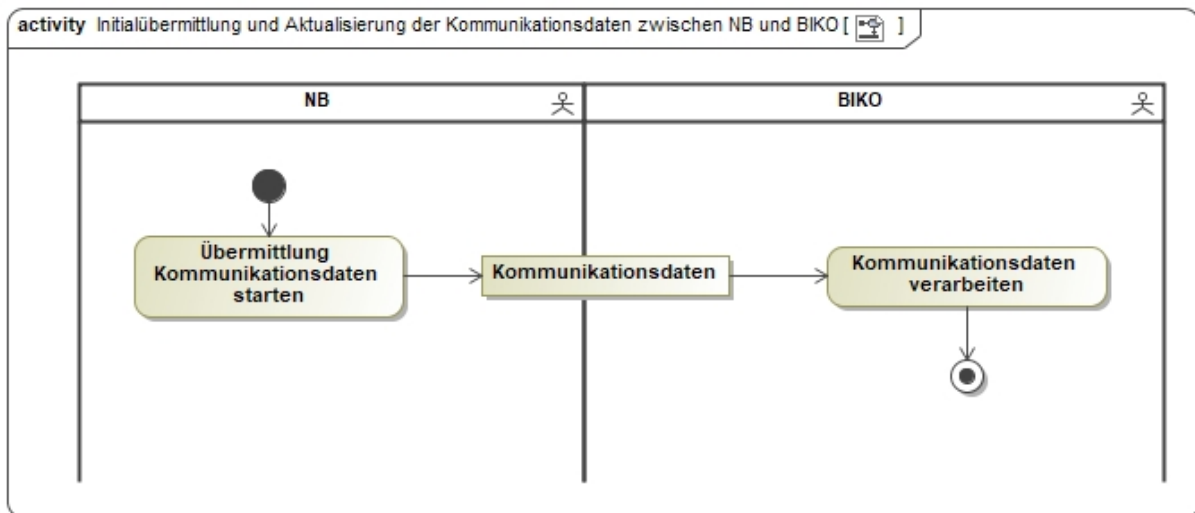 activity Initialübermittlung und Aktualisierung der Kommunikationsdaten zwischen NB und BIKO [ ]
NB
BIKO
Übermittlung
Kommunikationsdaten
starten
Kommunikationsdaten
Kommunikationsdaten
verarbeiten